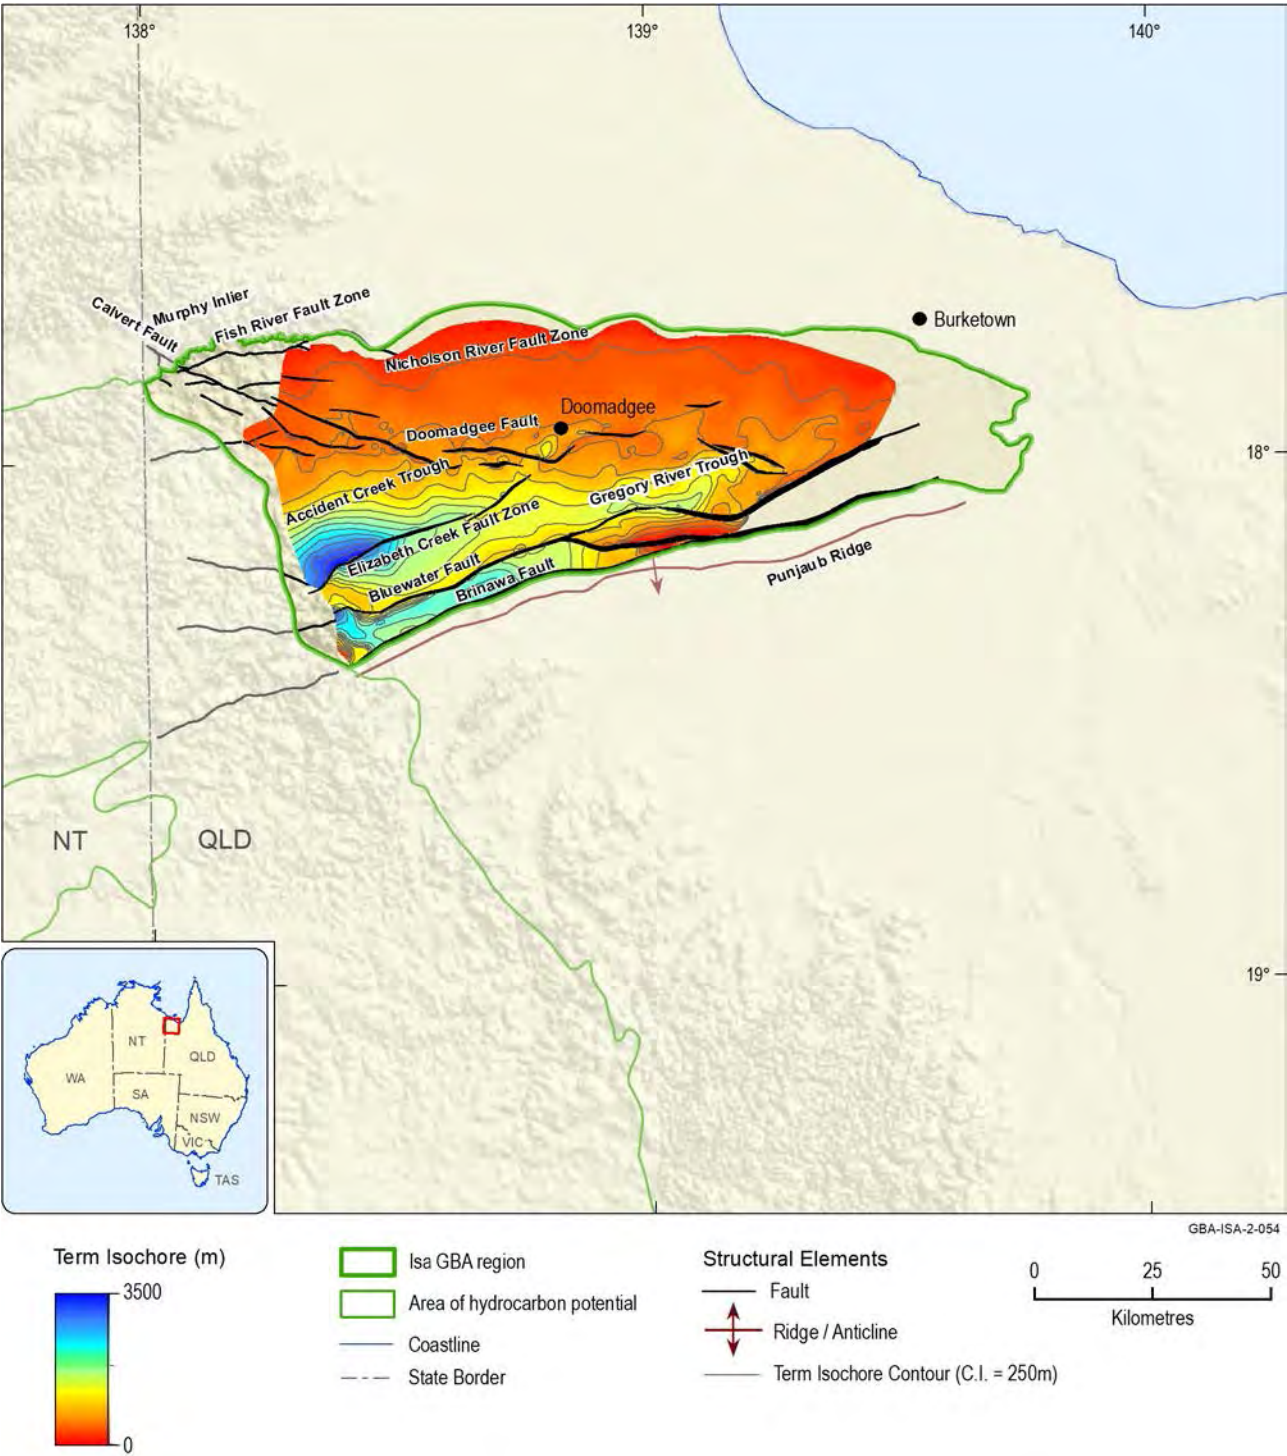 138°
139°
140°
Murphy Inlier
Calvert Fault
Fish River Fault Zone
Burketown
Nicholson River Fault Zone
Doomadgee
Doomadgee Fault
18°
Accident Creek Trough
Gregory River Trough
Elizabeth Creek Fault Zone
Bluewater Fault
Brinawa Fault
Punjaub Ridge
NT
QLD
19°
NT
QLD
WA
SA
NSW
VIC
TAS
GBA-ISA-2-054
Term Isochore (m)
3500
0
Isa GBA region
Area of hydrocarbon potential
Coastline
State Border
Structural Elements
Fault
Ridge / Anticline
Term Isochore Contour (C.I. = 250m)
0 25 50
Kilometres